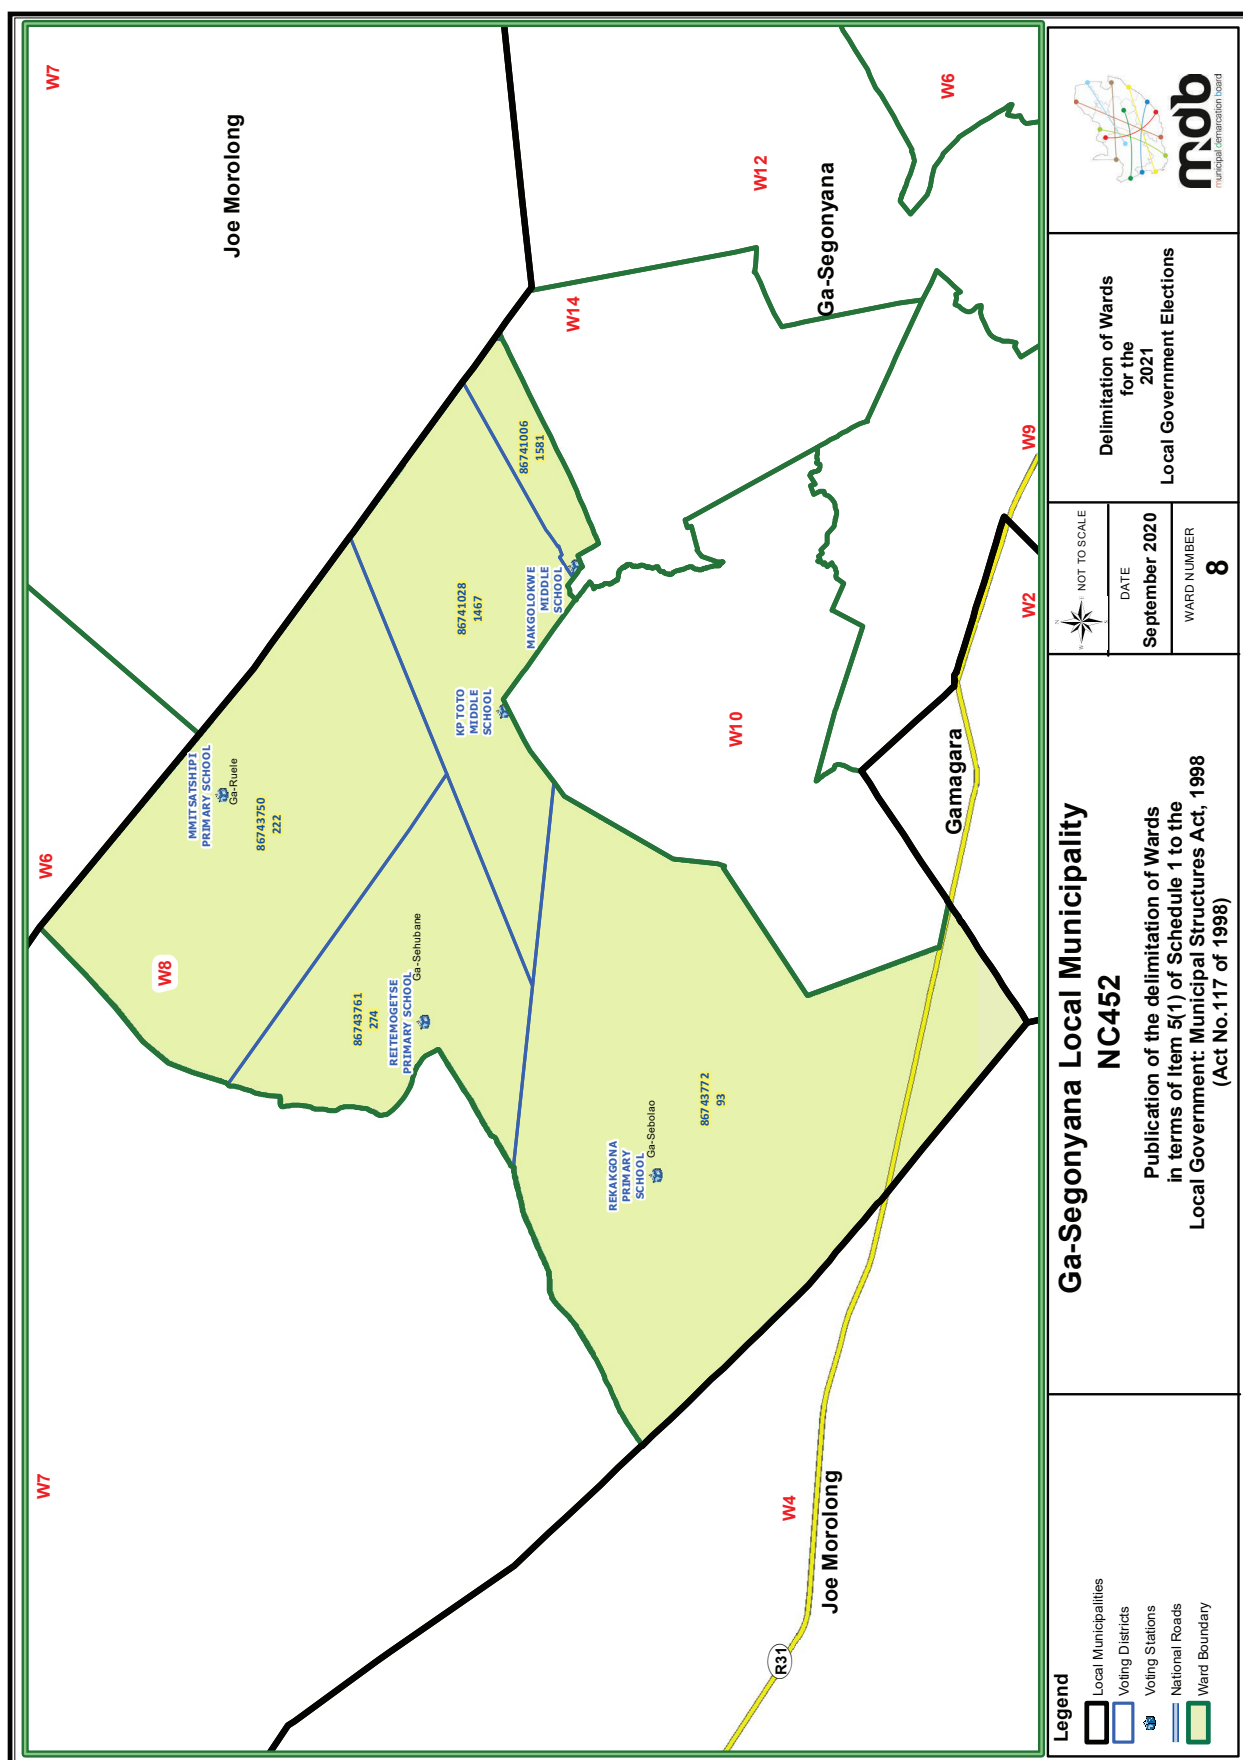 W7
Joe Morolong
W6
W12
Ga-Segonyana
W14
86741006
1581
MAKGOLOKWE
MIDDLE
SCHOOL
86741028
1467
KP TOTO
MIDDLE
SCHOOL
MMITSATSHIPI
PRIMARY SCHOOL
Ga-Ruele
86743750
222
W6
W8
86743761
274
REITEMOGETSE
PRIMARY SCHOOL
Ga-Sehubane
W10
W9
W2
Gamagara
86743772
93
REKAKGONA
PRIMARY
SCHOOL
Ga-Sebolao
W7
W4
Joe Morolong
R31
Legend
Local Municipalities
Voting Districts
Voting Stations
National Roads
Ward Boundary
Ga-Segonyana Local Municipality
NC452
Publication of the delimitation of Wards
in terms of Item 5(1) of Schedule 1 to the
Local Government: Municipal Structures Act, 1998
(Act No.117 of 1998)
N
W
E
S
NOT TO SCALE
DATE
September 2020
WARD NUMBER
8
Delimitation of Wards
for the
2021
Local Government Elections
mdb
municipal demarcation board